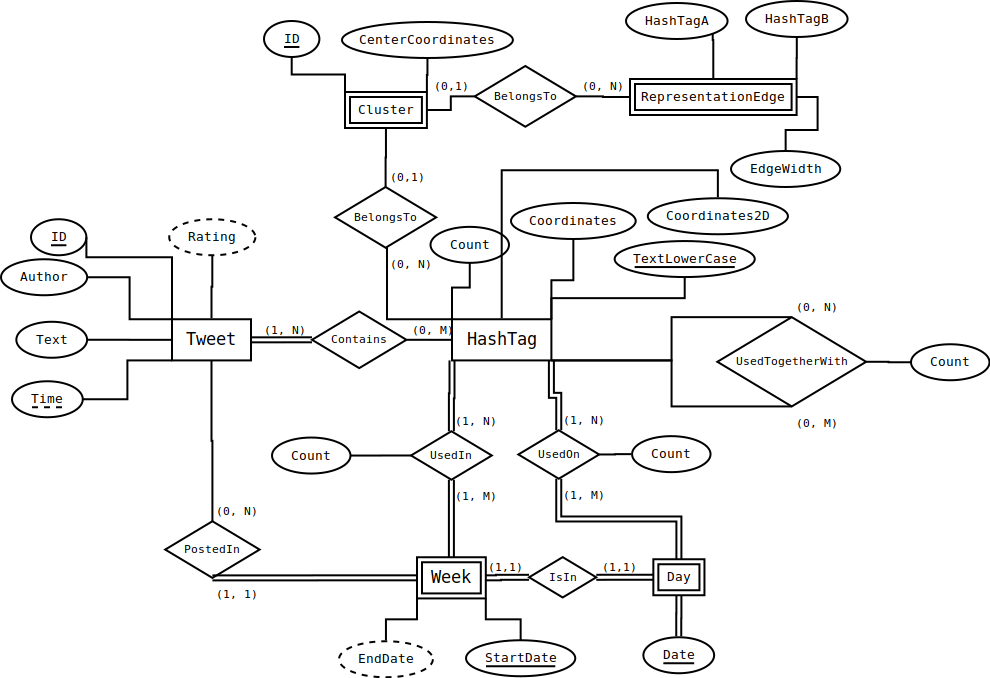 HashTagA
HashTagB
ID
CenterCoordinates
(0,1)
BelongsTo
(0, N)
RepresentationEdge
Cluster
EdgeWidth
(0,1)
BelongsTo
Coordinates
Coordinates2D
ID
Rating
Count
TextLowerCase
(0, N)
Author
(0, N)
Text
Tweet
(1, N)
Contains
(0, M)
HashTag
UsedTogetherWith
Count
Time
(1, N)
(1, N)
(0, M)
Count
UsedIn
UsedOn
Count
(1, M)
(1, M)
(0, N)
PostedIn
(1, 1)
Week
(1,1)
IsIn
(1,1)
Day
EndDate
StartDate
Date